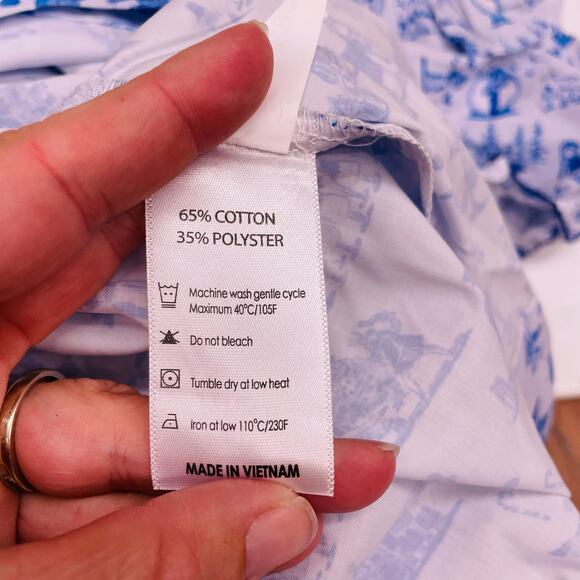 65% COTTON
35% POLYSTER
Machine wash gentle cycle
Maximum 40°C/105F
Do not bleach
Tumble dry at low heat
Iron at low 110°C/230F
MADE IN VIETNAM